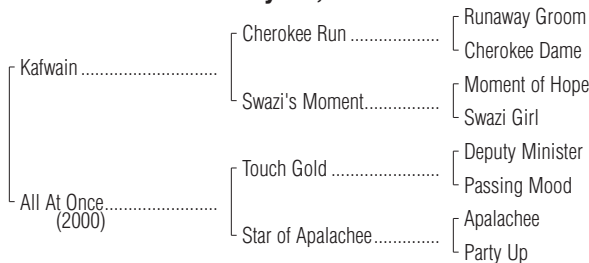 Runaway Groom
Cherokee Run ...................
Cherokee Dame
Kafwain .............................
Moment of Hope
Swazi's Moment................
Swazi Girl
Deputy Minister
Touch Gold .......................
Passing Mood
All At Once........................
(2000)
Apalachee
Star of Apalachee..............
Party Up